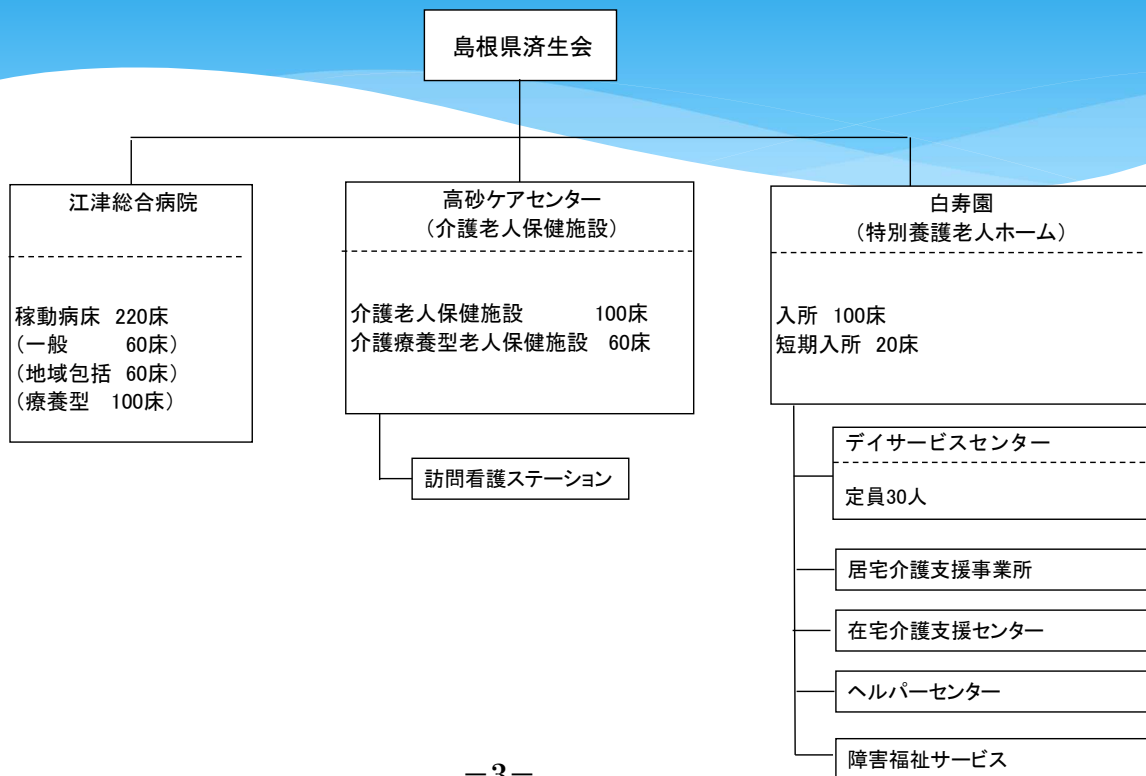 島根県済生会
江津総合病院
稼動病床 220床
(一般 60床)
(地域包括 60床)
(療養型 100床)
高砂ケアセンター
(介護老人保健施設)
介護老人保健施設 100床
介護療養型老人保健施設 60床
訪問看護ステーション
白寿園
(特別養護老人ホーム)
入所 100床
短期入所 20床
デイサービスセンター
定員30人
居宅介護支援事業所
在宅介護支援センター
ヘルパーセンター
障害福祉サービス
－3－